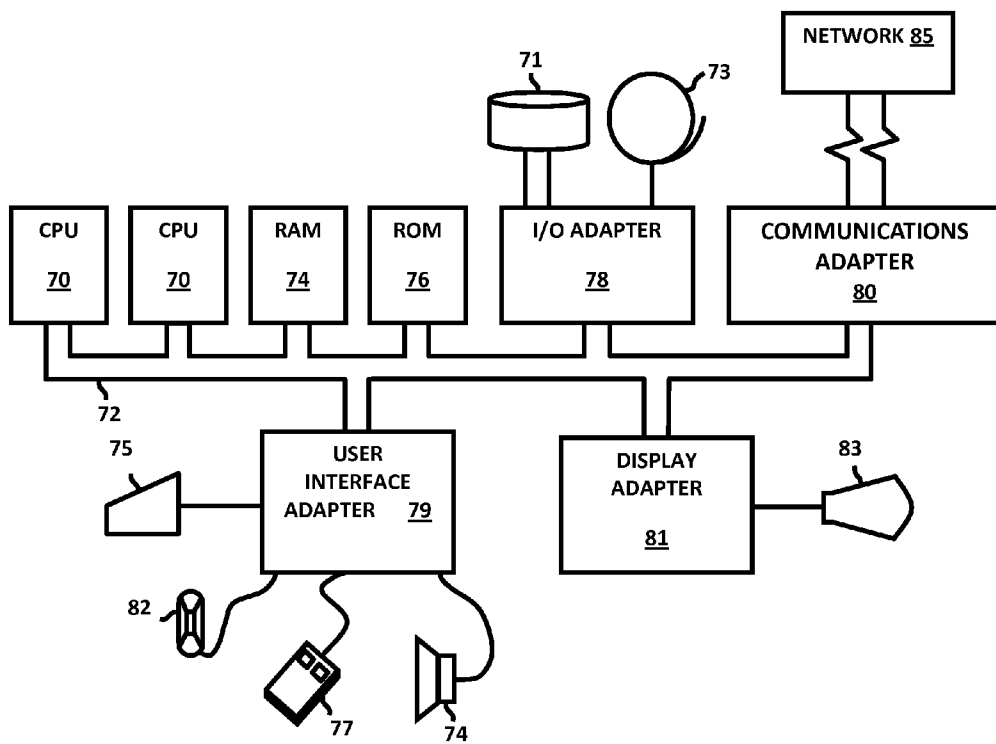 NETWORK 85
71
73
CPU
70
CPU
70
RAM
74
ROM
76
I/O ADAPTER
78
COMMUNICATIONS
ADAPTER
80
72
75
USER
INTERFACE
ADAPTER 79
DISPLAY
ADAPTER
81
83
82
77
74